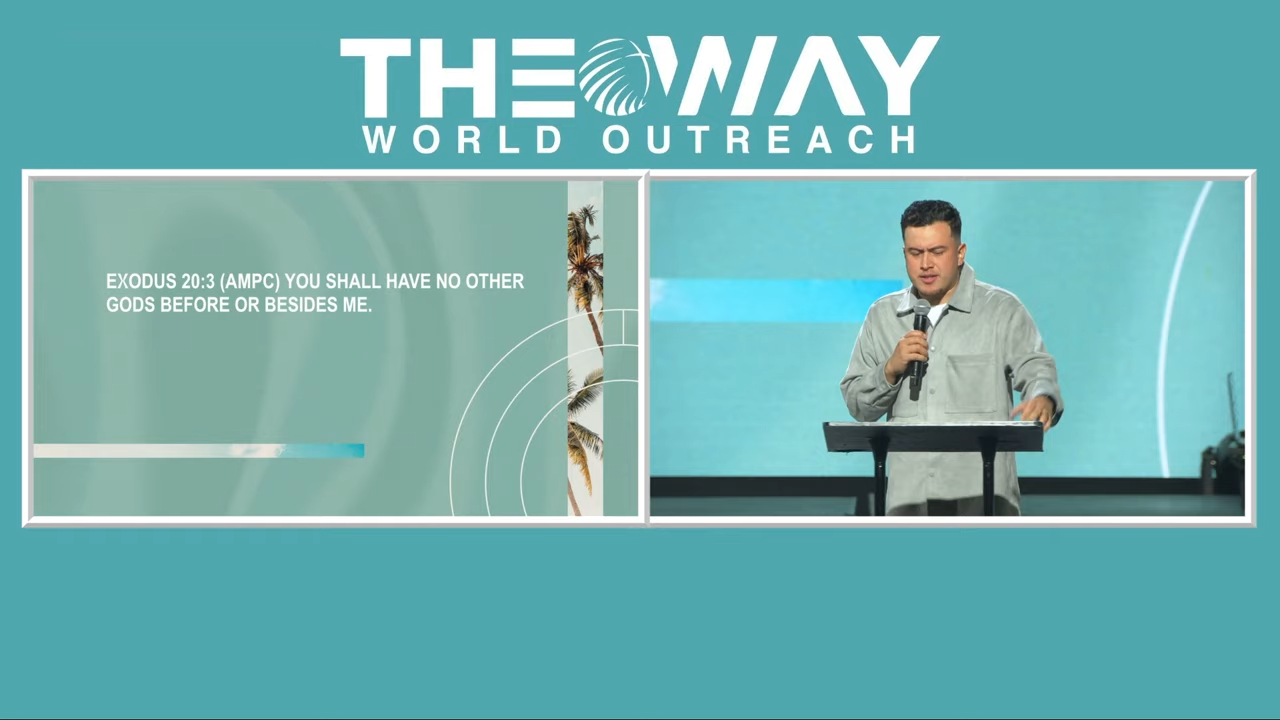 THE WAY
WORLD OUTREACH
EXODUS 20:3 (AMPC) YOU SHALL HAVE NO OTHER
GODS BEFORE OR BESIDES ME.